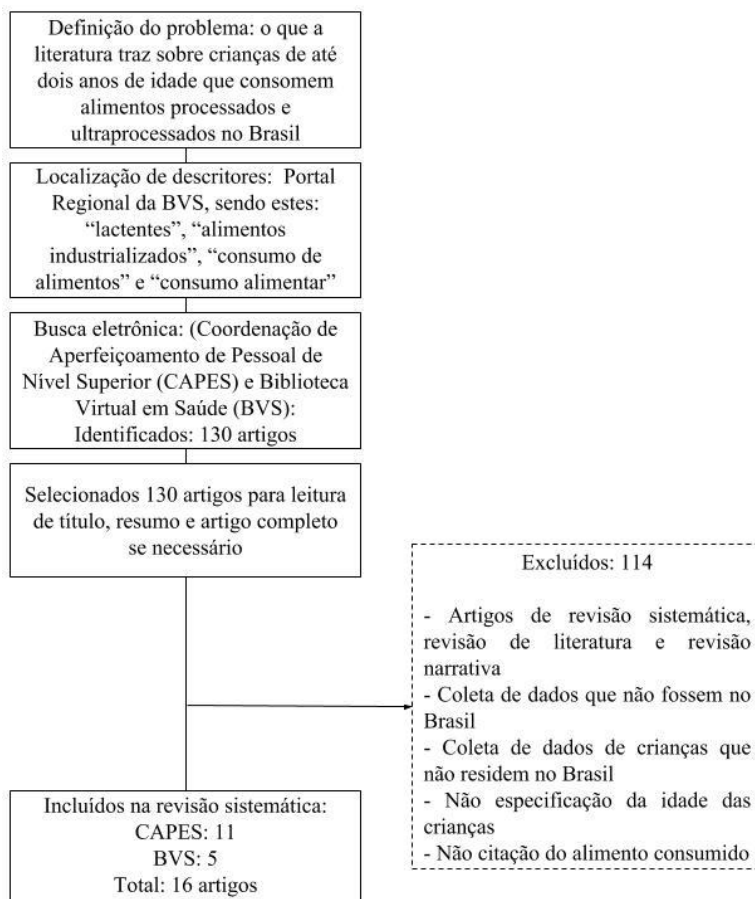 Definição do problema: o que a
literatura traz sobre crianças de até
dois anos de idade que consomem
alimentos processados e
ultraprocessados no Brasil
Localização de descritores: Portal
Regional da BVS, sendo estes:
“lactentes”, “alimentos
industrializados”, “consumo de
alimentos” e “consumo alimentar”
Busca eletrônica: (Coordenação de
Aperfeiçoamento de Pessoal de
Nível Superior (CAPES) e Biblioteca
Virtual em Saúde (BVS):
Identificados: 130 artigos
Selecionados 130 artigos para leitura
de título, resumo e artigo completo
se necessário
Excluídos: 114
- Artigos de revisão sistemática,
revisão de literatura e revisão
narrativa
- Coleta de dados que não fossem no
Brasil
- Coleta de dados de crianças que
não residem no Brasil
- Não especificação da idade das
crianças
- Não citação do alimento consumido
Incluídos na revisão sistemática:
CAPES: 11
BVS: 5
Total: 16 artigos